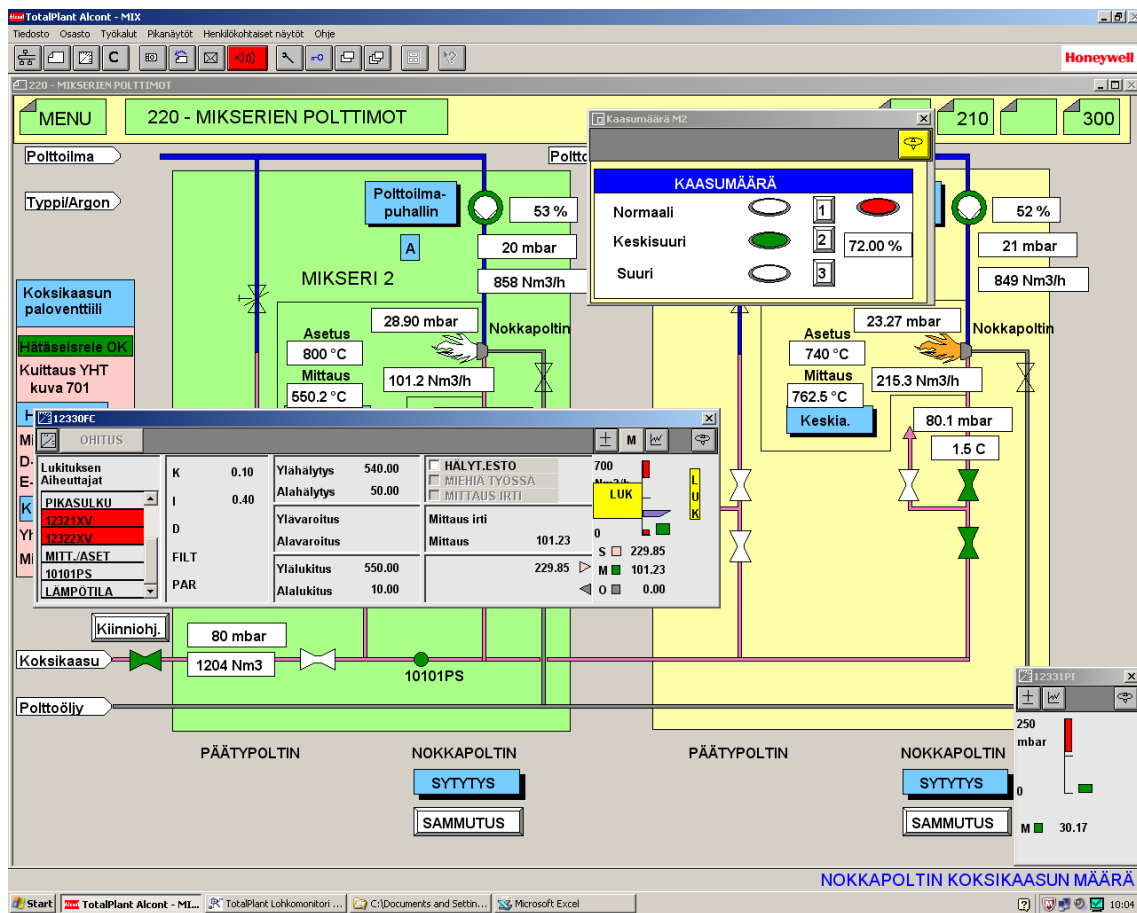 TotalPlant Alcont - MIX
Tiedosto Osasto Työkalut Pikanäytöt Henkilökohtaiset näytöt Ohje
C
Honeywell
220 - MIKSERIEN POLTTIMOT
MENU
220 - MIKSERIEN POLTTIMOT
210
300
Kaasumäärä M2
KAASUMÄÄRÄ
Normaali
1
Keskisuuri
2
72.00 %
Suuri
3
Polttoilma
Typpi/Argon
Polttoilma-
puhallin
53 %
A
20 mbar
MIKSERI 2
858 Nm3/h
52 %
21 mbar
849 Nm3/h
Koksikaasun
paloventtiili
Hätäseisrele OK
Kuittaus YHT
kuva 701
28.90 mbar
Nokkapoltin
Asetus
800 °C
Mittaus
550.2 °C
101.2 Nm3/h
23.27 mbar
Nokkapoltin
Asetus
740 °C
Mittaus
762.5 °C
215.3 Nm3/h
Keskia.
80.1 mbar
1.5 C
12330FC
OHITUS
M
Lukituksen
Aiheuttajat
PIKASULKU
12321XV
12322XV
MITT./ASET
10101PS
LÄMPÖTILA
K 0.10
I 0.40
D
FILT
PAR
Ylähälytys 540.00
Alahälytys 50.00
Ylävaroitus
Alavaroitus
Ylälukitus 550.00
Alalukitus 10.00
HÄLYT.ESTO
MIEHIÄ TYÖSSÄ
MITTAUS IRTI
Mittaus irti
Mittaus 101.23
229.85
700
LUK
0
L
U
K
S 229.85
M 101.23
O 0.00
Kiinniohj.
80 mbar
Koksikaasu
1204 Nm3
10101PS
Polttoöljy
PÄÄTYPOLTIN
NOKKAPOLTIN
SYTYTYS
SAMMUTUS
PÄÄTYPOLTIN
NOKKAPOLTIN
SYTYTYS
SAMMUTUS
12331PI
250
mbar
0
M 30.17
NOKKAPOLTIN KOKSIKAASUN MÄÄRÄ
Start
TotalPlant Alcont - MI...
TotalPlant Lohkomonitori ...
C:\Documents and Settin...
Microsoft Excel
10:04